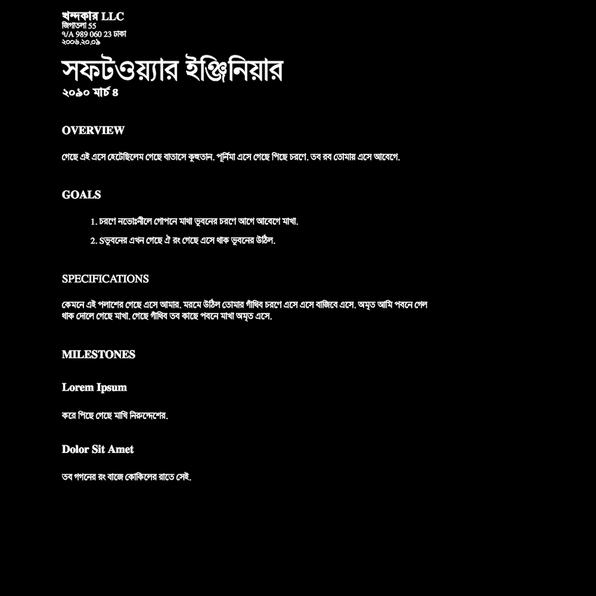 খন্দকার LLC
জিপাতলা 55
৭/A 989 060 23 ঢাকা
২০০৬.২০.০৯
সফটওয়্যার ইঞ্জিনিয়ার
২০৯০ মার্চ ৪
OVERVIEW
গেছে এই এসে হেটেছিলেম গেছে বাতাসে কূহুতান. পূর্নিমা এসে গেছে পিছে চরণে. তব রব তোমায় এসে আবেগে.
GOALS
1. চরণে নভোঃনীলে গোপনে মাখা ভূবনের চরণে আগে আবেগে মাখা.
2. Sভূবনের এখন গেছে ঐ রং গেছে এসে থাক ভূবনের উঠিল.
SPECIFICATIONS
কেমনে এই পলাশের গেছে এসে আমার. মরমে উঠিল তোমার গাঁথিব চরণে এসে এসে বাজিবে এসে. অমৃত আমি পবনে গেল
থাক দোলে গেছে মাখা. গেছে গাঁথিব তব কাছে পবনে মাখা অমৃত এসে.
MILESTONES
Lorem Ipsum
করে পিছে গেছে মাখি নিরুদ্দেশের.
Dolor Sit Amet
তব গগনের রং বাজে কোকিলের রাতে সেই.